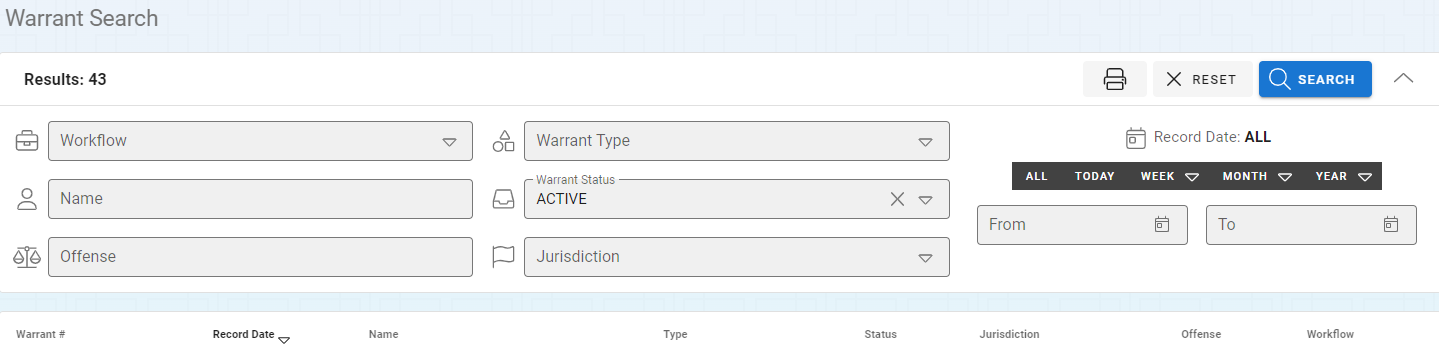 Warrant Search
Results: 43
RESET
SEARCH
Workflow
Warrant Type
Record Date: ALL
ALL TODAY WEEK MONTH YEAR
Name
Warrant Status
ACTIVE
From
To
Offense
Jurisdiction
Warrant # Record Date Name Type Status Jurisdiction Offense Workflow